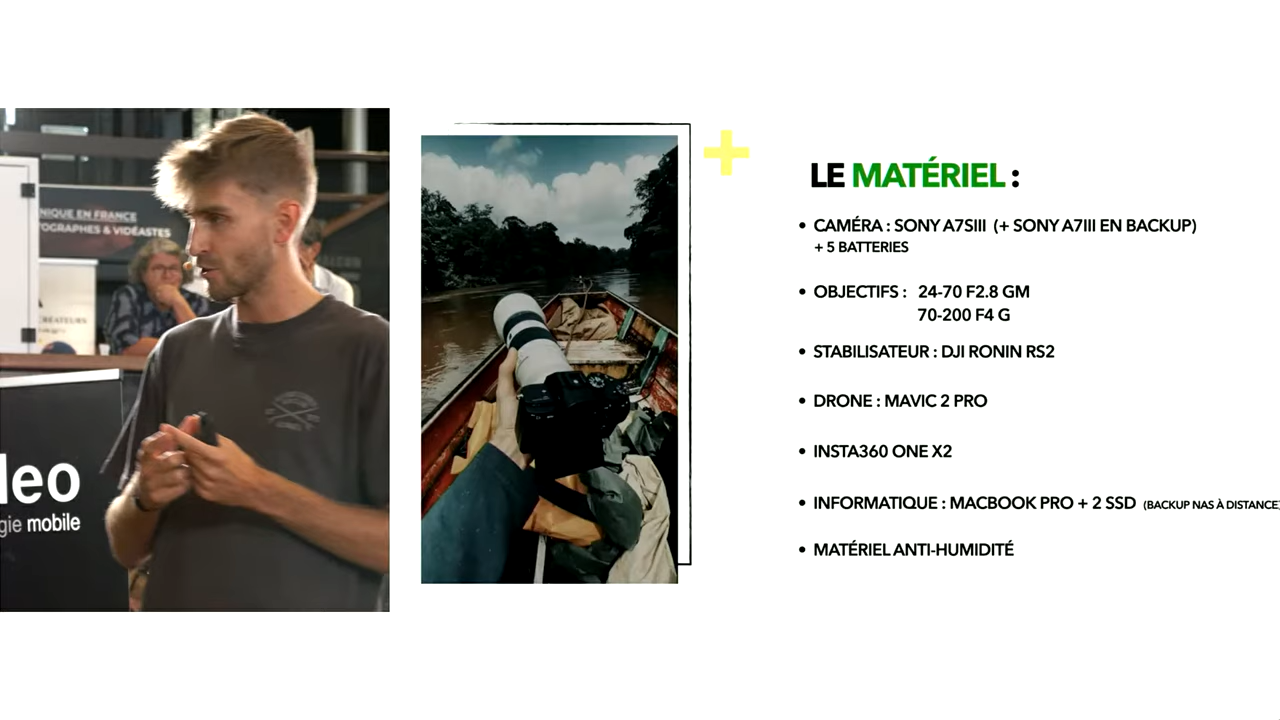 NIQUE EN FRANCE
TOGRAPHES & VIDÉASTES
deo
gie mobile
LE MATÉRIEL :
• CAMÉRA : SONY A7SIII (+ SONY A7III EN BACKUP)
+ 5 BATTERIES
• OBJECTIFS : 24-70 F2.8 GM
70-200 F4 G
• STABILISATEUR : DJI RONIN RS2
• DRONE : MAVIC 2 PRO
• INSTA360 ONE X2
• INFORMATIQUE : MACBOOK PRO + 2 SSD (BACKUP NAS À DISTANCE)
• MATÉRIEL ANTI-HUMIDITÉ